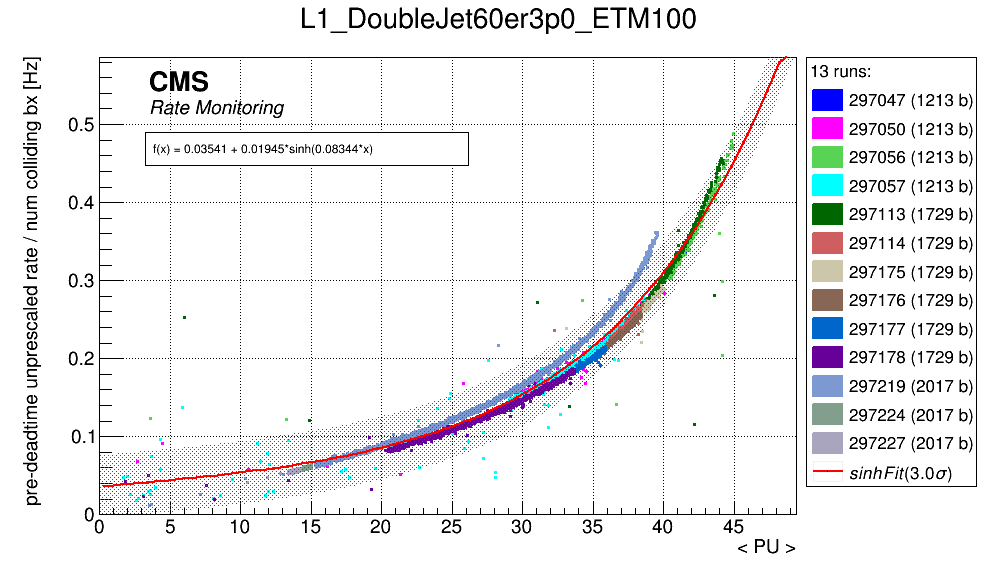 L1_DoubleJet60er3p0_ETM100
pre-deadtime unprescaled rate / num colliding bx [Hz]
CMS
Rate Monitoring
f(x) = 0.03541 + 0.01945*sinh(0.08344*x)
0.5
0.4
0.3
0.2
0.1
0
0 5 10 15 20 25 30 35 40 45
< PU >
13 runs:
297047 (1213 b)
297050 (1213 b)
297056 (1213 b)
297057 (1213 b)
297113 (1729 b)
297114 (1729 b)
297175 (1729 b)
297176 (1729 b)
297177 (1729 b)
297178 (1729 b)
297219 (2017 b)
297224 (2017 b)
297227 (2017 b)
sinhFit(3.0σ)